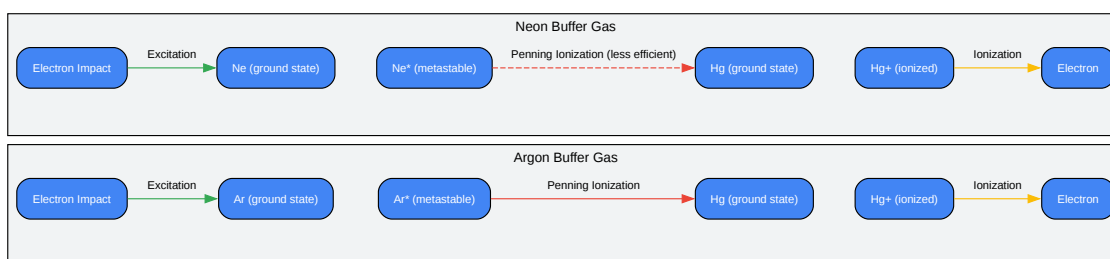 Neon Buffer Gas
Electron Impact
Excitation
Ne (ground state)
Ne* (metastable)
Penning Ionization (less efficient)
Hg (ground state)
Hg+ (ionized)
Ionization
Electron
Argon Buffer Gas
Electron Impact
Excitation
Ar (ground state)
Ar* (metastable)
Penning Ionization
Hg (ground state)
Hg+ (ionized)
Ionization
Electron